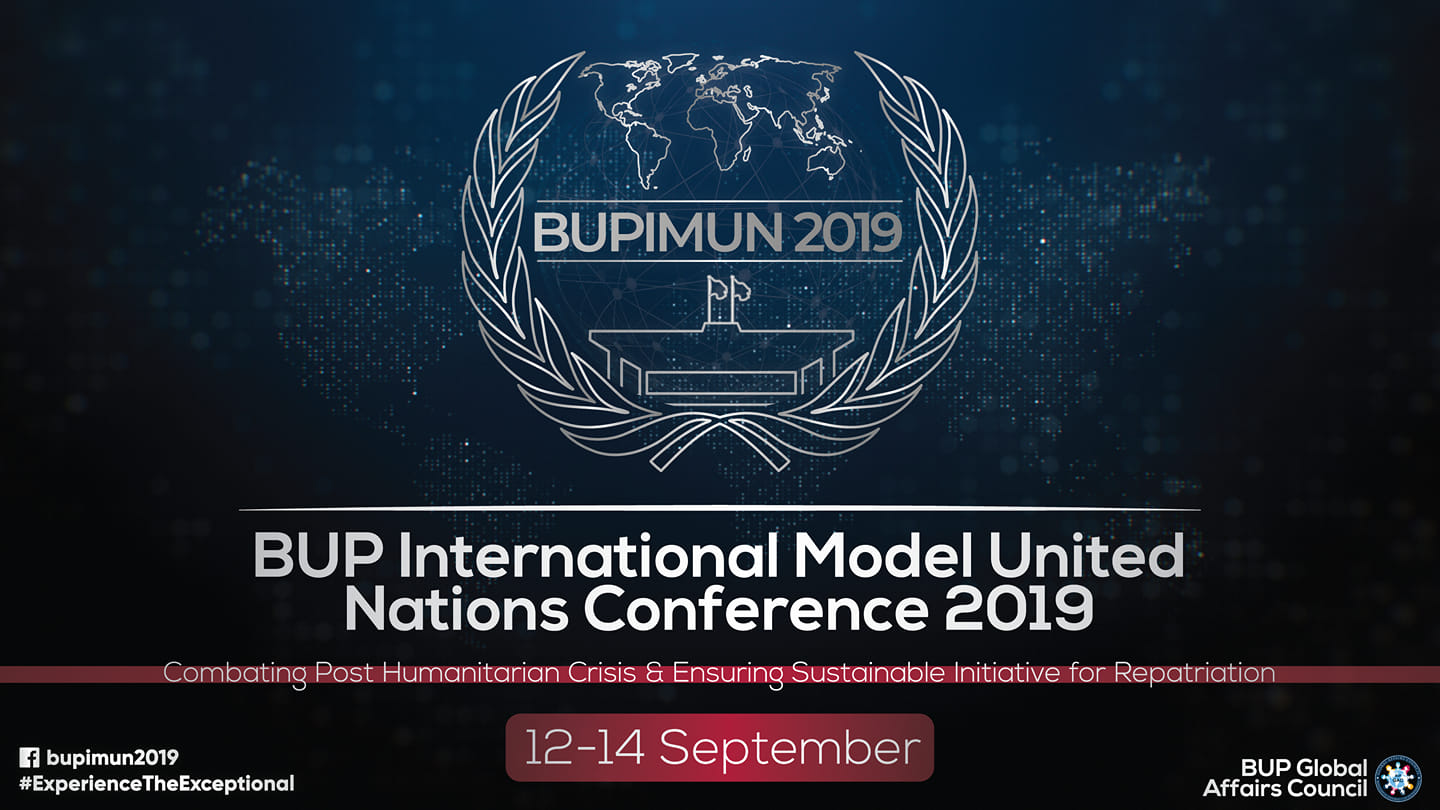 BUPIMUN 2019
BUP International Model United
Nations Conference 2019
Combating Post Humanitarian Crisis & Ensuring Sustainable Initiative for Repatriation
12-14 September
bupimun2019
#ExperienceTheExceptional
BUP Global
Affairs Council